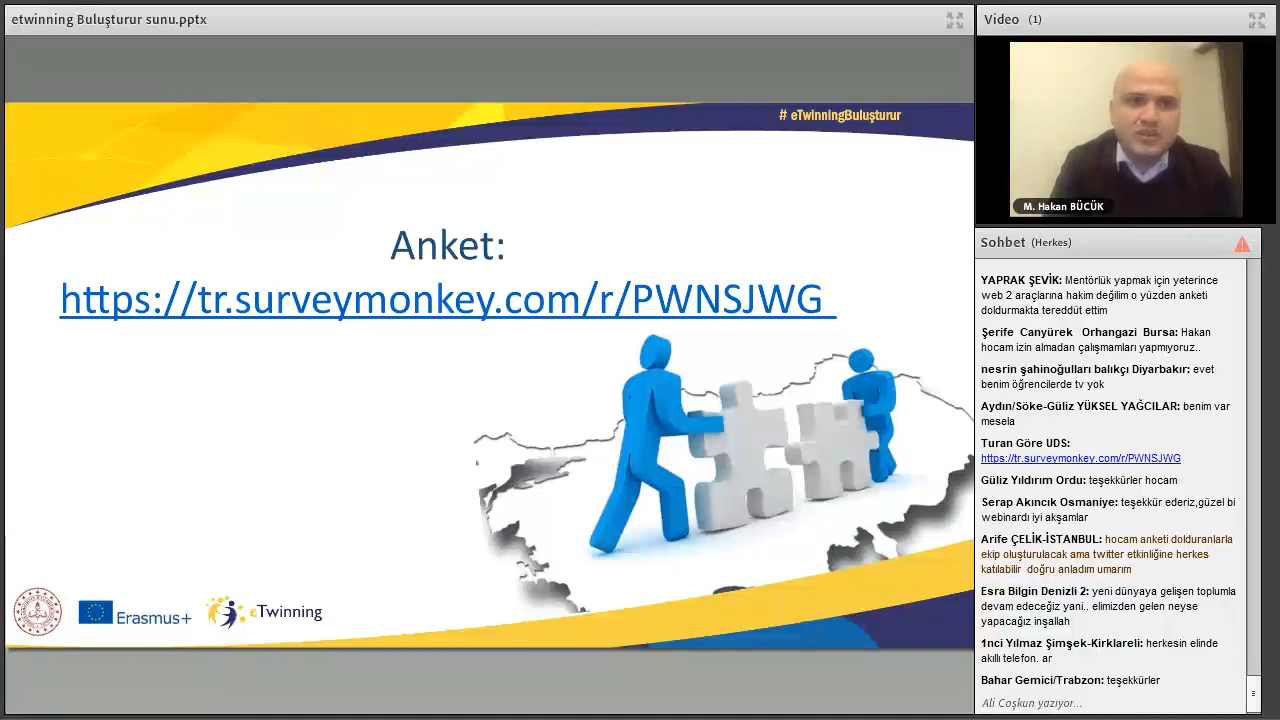 etwinning Buluşturur sunu.pptx
# eTwinningBuluşturur
Anket:
https://tr.surveymonkey.com/r/PWNSJWG
Erasmus+
eTwinning
Video (1)
M. Hakan BÜCÜK
Sohbet (Herkes)
YAPRAK ŞEVİK: Mentörlük yapmak için yeterince
web 2 araçlarına hakim değilim o yüzden anketi
doldurmakta tereddüt ettim
Şerife Canyürek Orhangazi Bursa: Hakan
hocam izin almadan çalışmamları yapmıyoruz..
nesrin şahinoğulları balıkçı Diyarbakır: evet
benim öğrencilerde tv yok
Aydın/Söke-Güliz YÜKSEL YAĞCILAR: benim var
mesela
Turan Göre UDS:
https://tr.surveymonkey.com/r/PWNSJWG
Güliz Yıldırım Ordu: teşekkürler hocam
Serap Akıncık Osmaniye: teşekkür ederiz,güzel bi
webinardı iyi akşamlar
Arife ÇELİK-İSTANBUL: hocam anketi dolduranlarla
ekip oluşturulacak ama twitter etkinliğine herkes
katılabilir doğru anladım umarım
Esra Bilgin Denizli 2: yeni dünyaya gelişen toplumla
devam edeceğiz yani.. elimizden gelen neyse
yapacağız inşallah
1nci Yılmaz Şimşek-Kirklareli: herkesin elinde
akıllı telefon. ar
Bahar Gemici/Trabzon: teşekkürler
Ali Coşkun yazıyor...